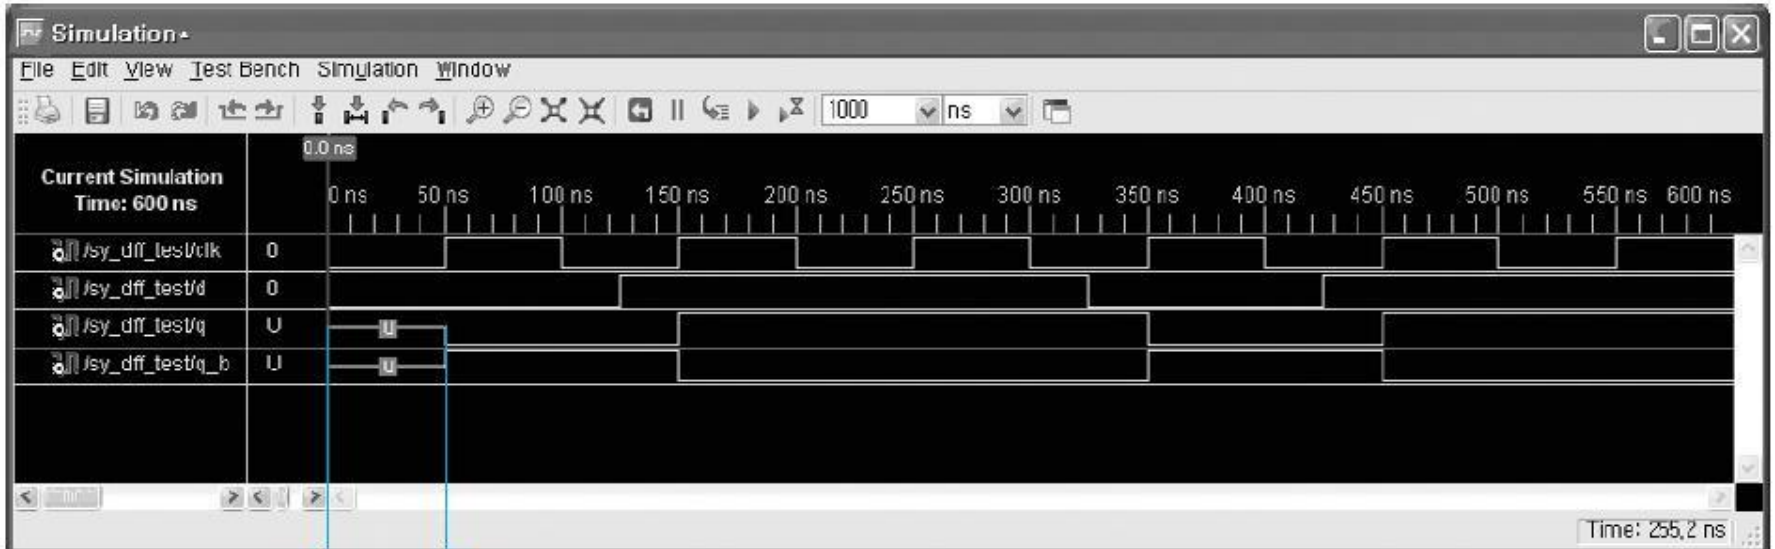 Simulation
File Edit View Test Bench Simulation Window
1000 ns
0.0 ns
Current Simulation
Time: 600 ns
0 ns 50 ns 100 ns 150 ns 200 ns 250 ns 300 ns 350 ns 400 ns 450 ns 500 ns 550 ns 600 ns
/sy_dff_test/clk 0
/sy_dff_test/d 0
/sy_dff_test/q U U
/sy_dff_test/q_b U U
Time: 255,2 ns